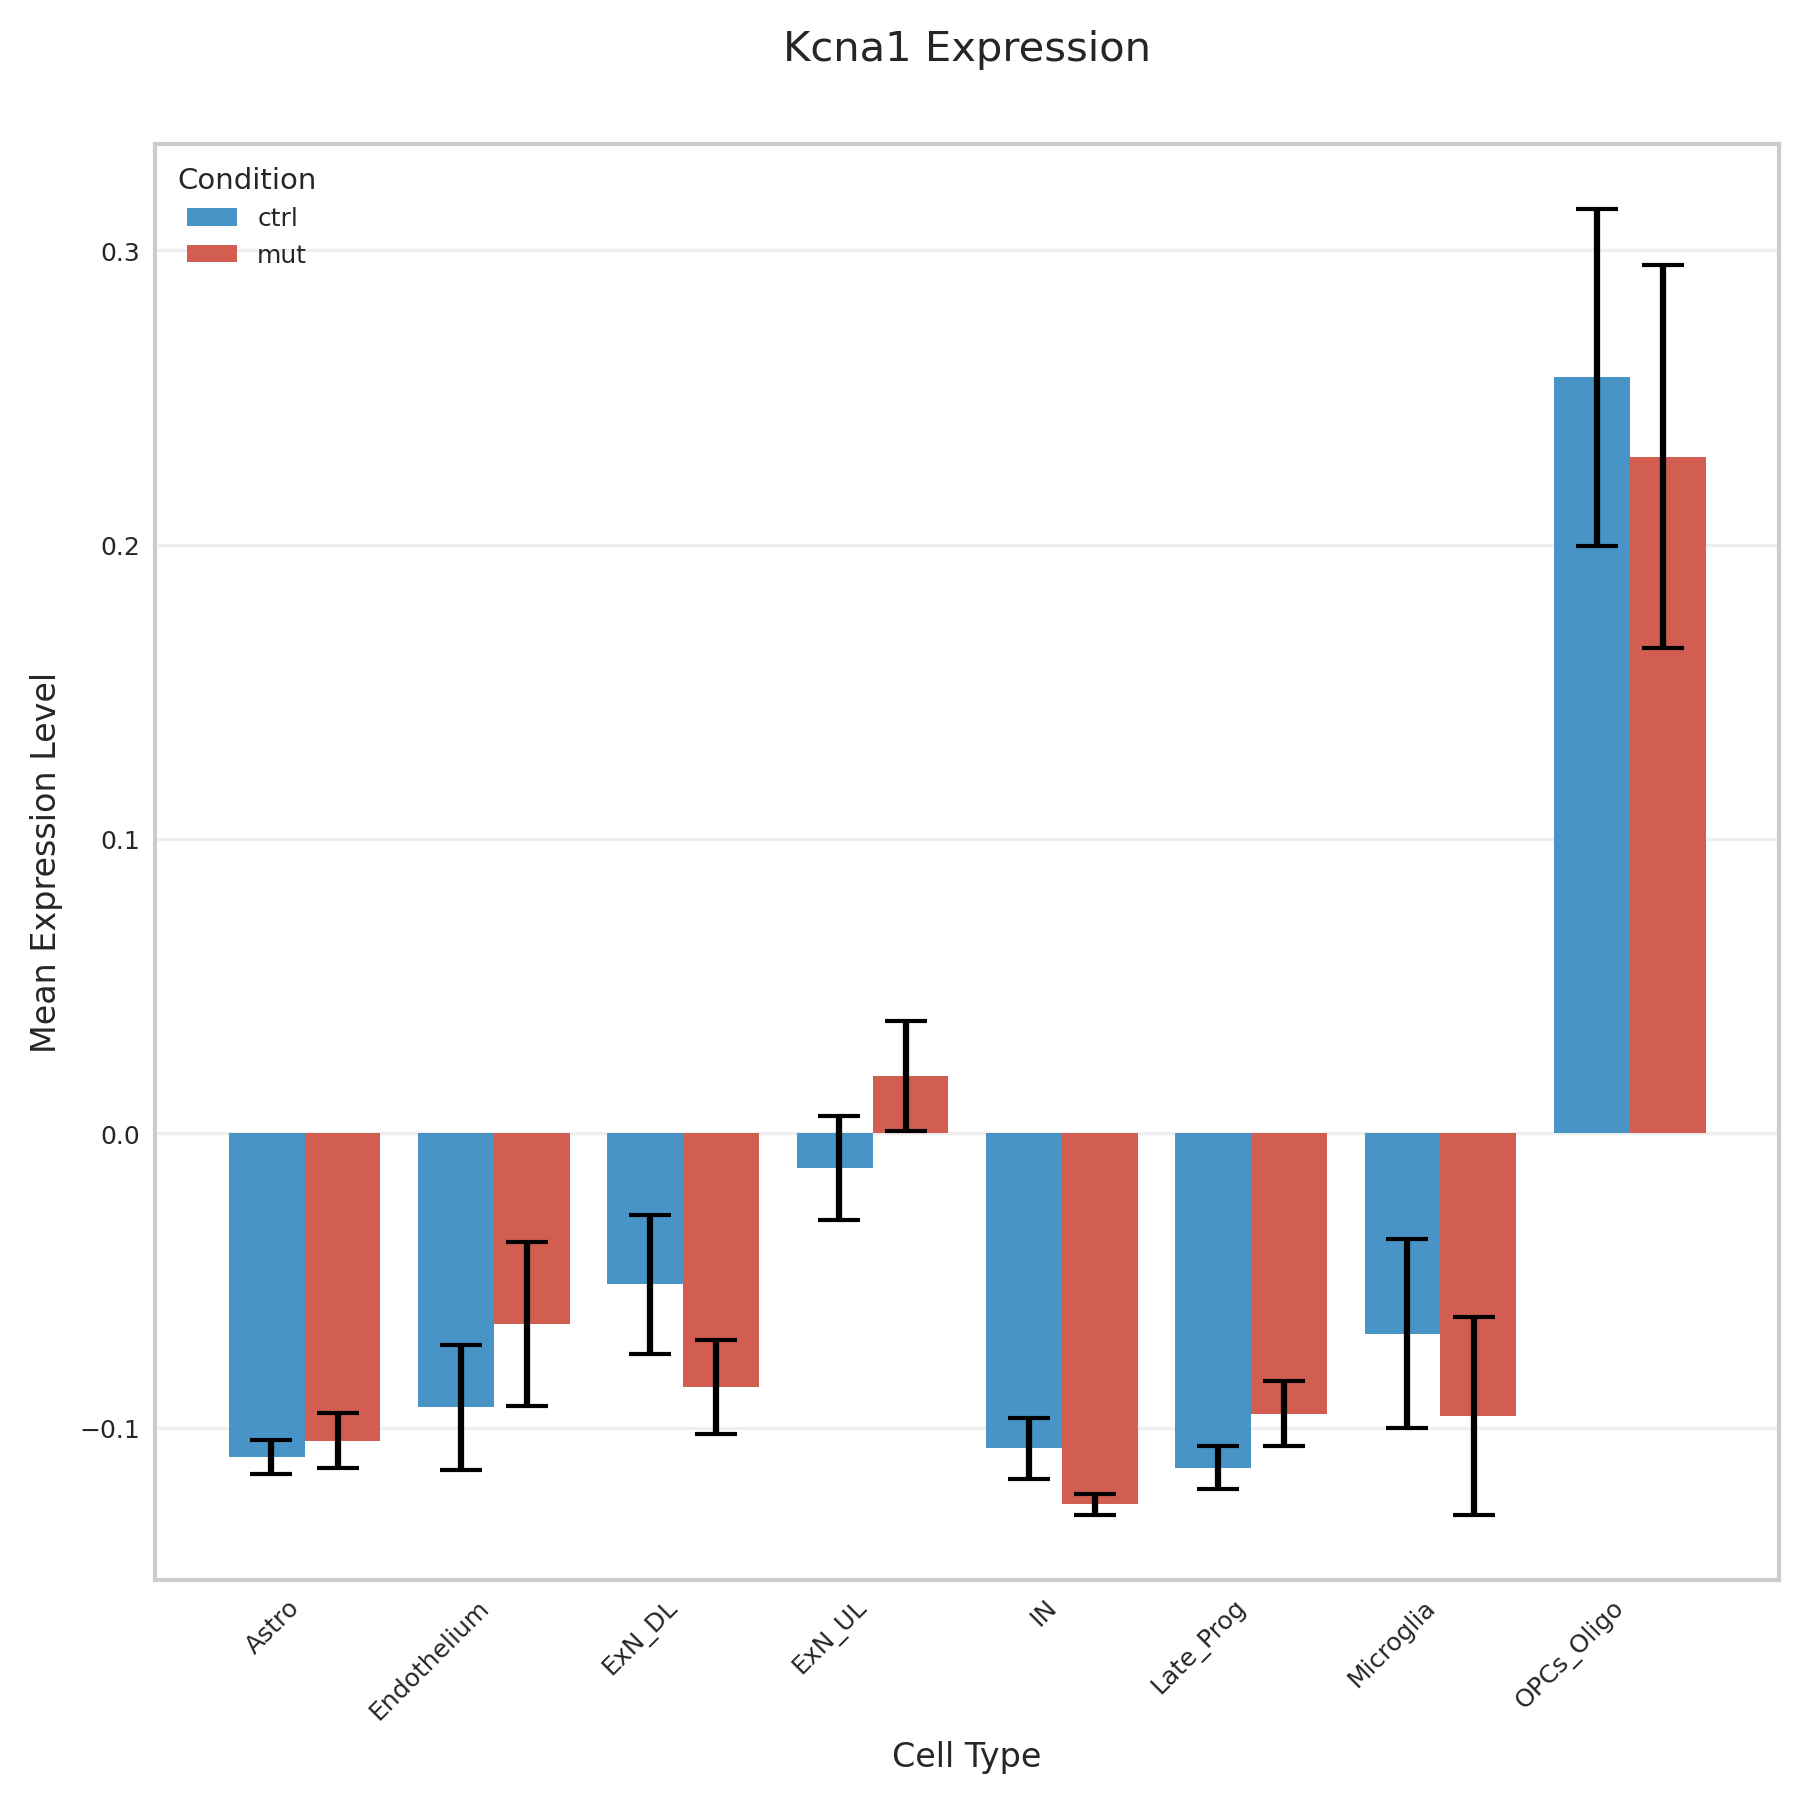 Kcna1 Expression
Condition
ctrl
mut
0.3
0.2
0.1
0.0
−0.1
Mean Expression Level
Astro
Endothelium
ExN_DL
ExN_UL
IN
Late_Prog
Microglia
OPCs_Oligo
Cell Type